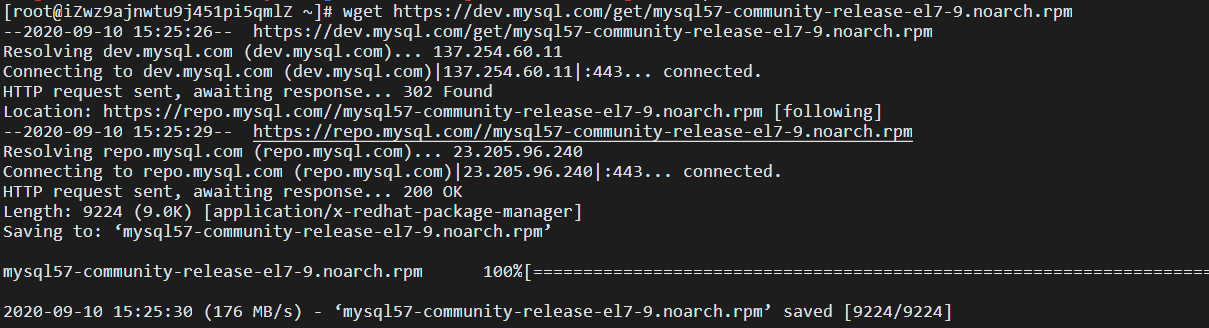 [root@iZwz9ajnwtu9j451pi5qmlZ ~]# wget https://dev.mysql.com/get/mysql57-community-release-el7-9.noarch.rpm
--2020-09-10 15:25:26--  https://dev.mysql.com/get/mysql57-community-release-el7-9.noarch.rpm
Resolving dev.mysql.com (dev.mysql.com)... 137.254.60.11
Connecting to dev.mysql.com (dev.mysql.com)|137.254.60.11|:443... connected.
HTTP request sent, awaiting response... 302 Found
Location: https://repo.mysql.com//mysql57-community-release-el7-9.noarch.rpm [following]
--2020-09-10 15:25:29--  https://repo.mysql.com//mysql57-community-release-el7-9.noarch.rpm
Resolving repo.mysql.com (repo.mysql.com)... 23.205.96.240
Connecting to repo.mysql.com (repo.mysql.com)|23.205.96.240|:443... connected.
HTTP request sent, awaiting response... 200 OK
Length: 9224 (9.0K) [application/x-redhat-package-manager]
Saving to: ‘mysql57-community-release-el7-9.noarch.rpm’
mysql57-community-release-el7-9.noarch.rpm      100%[====================================================================
2020-09-10 15:25:30 (176 MB/s) - ‘mysql57-community-release-el7-9.noarch.rpm’ saved [9224/9224]